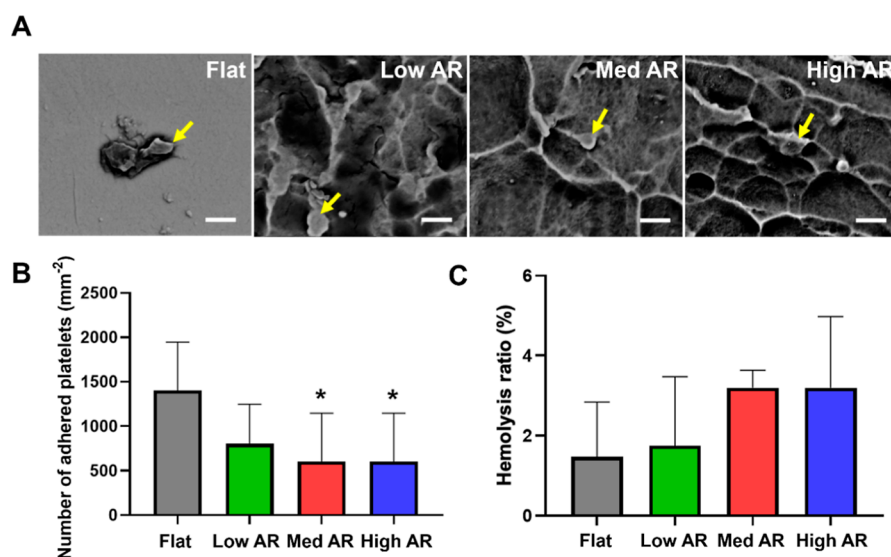 A
Flat
Low AR
Med AR
High AR
B
Number of adhered platelets (mm-2)
2500
2000
1500
1000
500
0
*
*
Flat
Low AR
Med AR
High AR
C
Hemolysis ratio (%)
6
4
2
0
Flat
Low AR
Med AR
High AR